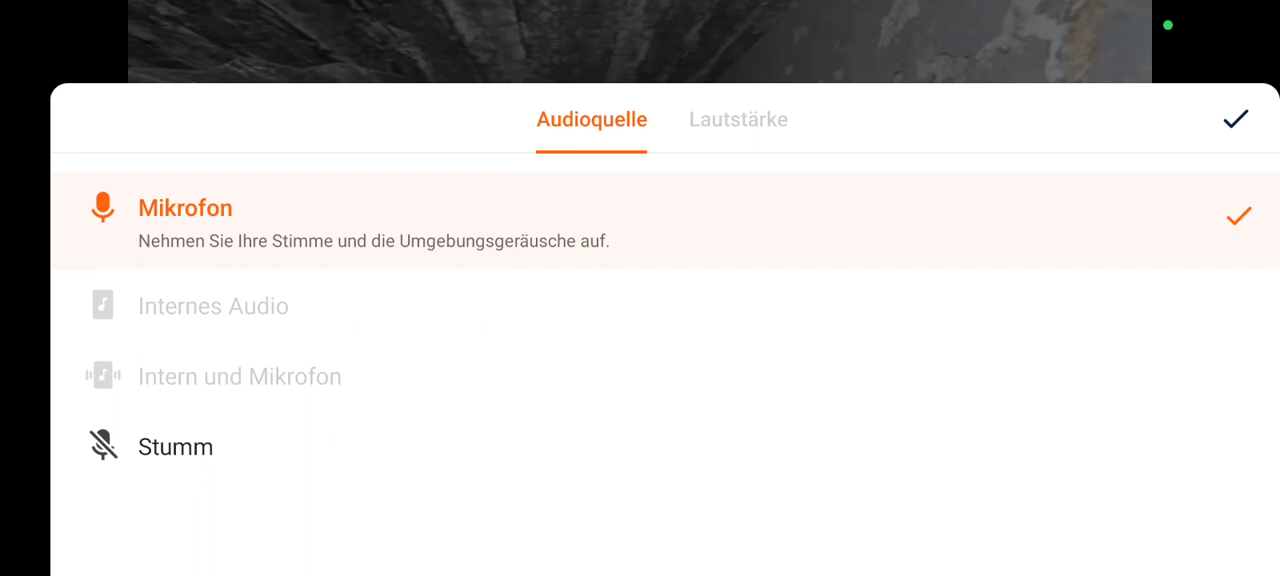 Audioquelle Lautstärke
Mikrofon
Nehmen Sie Ihre Stimme und die Umgebungsgeräusche auf.
Internes Audio
Intern und Mikrofon
Stumm